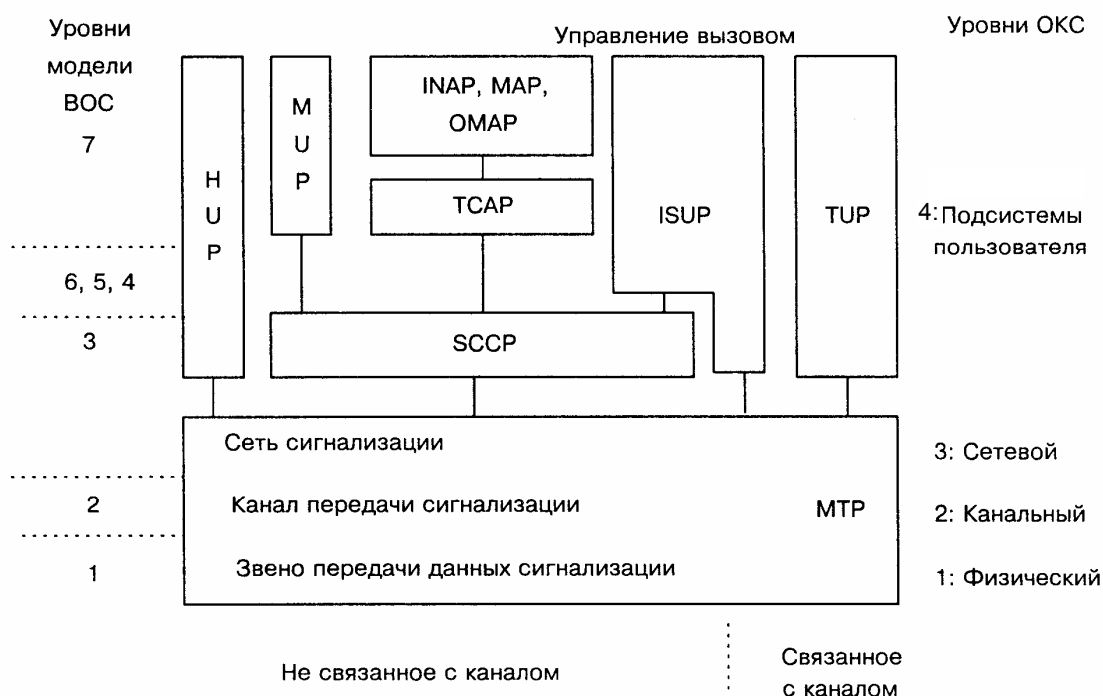 Уровни
модели
ВОС
7
6, 5, 4
3
2
1
Управление вызовом
Уровни ОКС
H
U
P
M
U
P
INAP, MAP,
OMAP
TCAP
ISUP
TUP
SCCP
4: Подсистемы
пользователя
Сеть сигнализации
Канал передачи сигнализации
MTP
Звено передачи данных сигнализации
3: Сетевой
2: Канальный
1: Физический
Не связанное с каналом
Связанное
с каналом